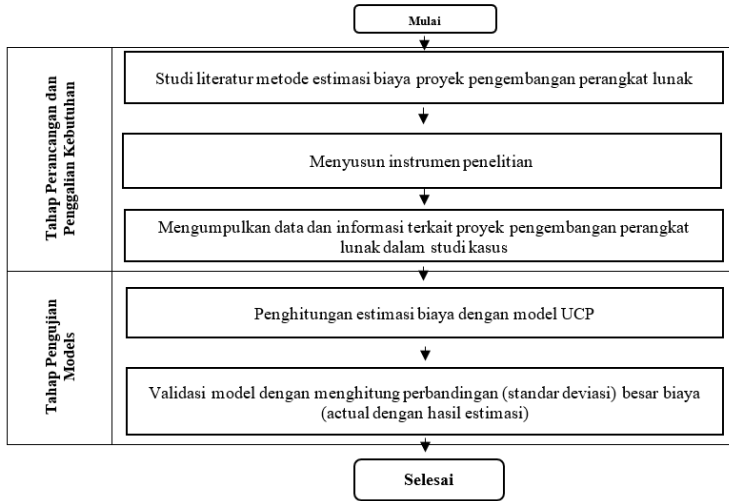 Mulai
Tahap Perancangan dan
Penggalian Kebutuhan
Studi literatur metode estimasi biaya proyek pengembangan perangkat lunak
Menyusun instrumen penelitian
Mengumpulkan data dan informasi terkait proyek pengembangan perangkat
lunak dalam studi kasus
Tahap Pengujian
Models
Penghitungan estimasi biaya dengan model UCP
Validasi model dengan menghitung perbandingan (standar deviasi) besar biaya
(actual dengan hasil estimasi)
Selesai